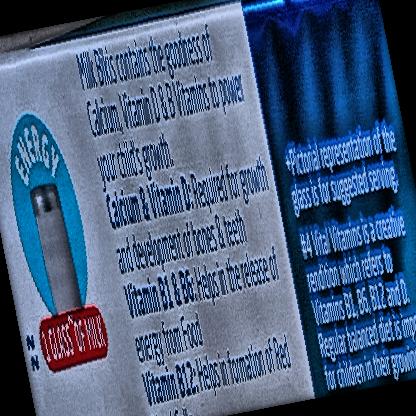 Milk Bikis contains the goodness of
Calcium, Vitamin D & B Vitamins to power
your child's growth.
Calcium & Vitamin D: Required for growth
and development of bones & teeth
Vitamin B1 & B6: Helps in the release of
energy from Food
Vitamin B12: Helps in formation of Red
ENERGY
1 GLASS OF MILK
*Pictorial representation of the
glass is for suggested serving.
#4 Vital Vitamins is a creative
rendition which refers to
Vitamins B1, B6, B12, and D
Regular balanced diet is
for children in their